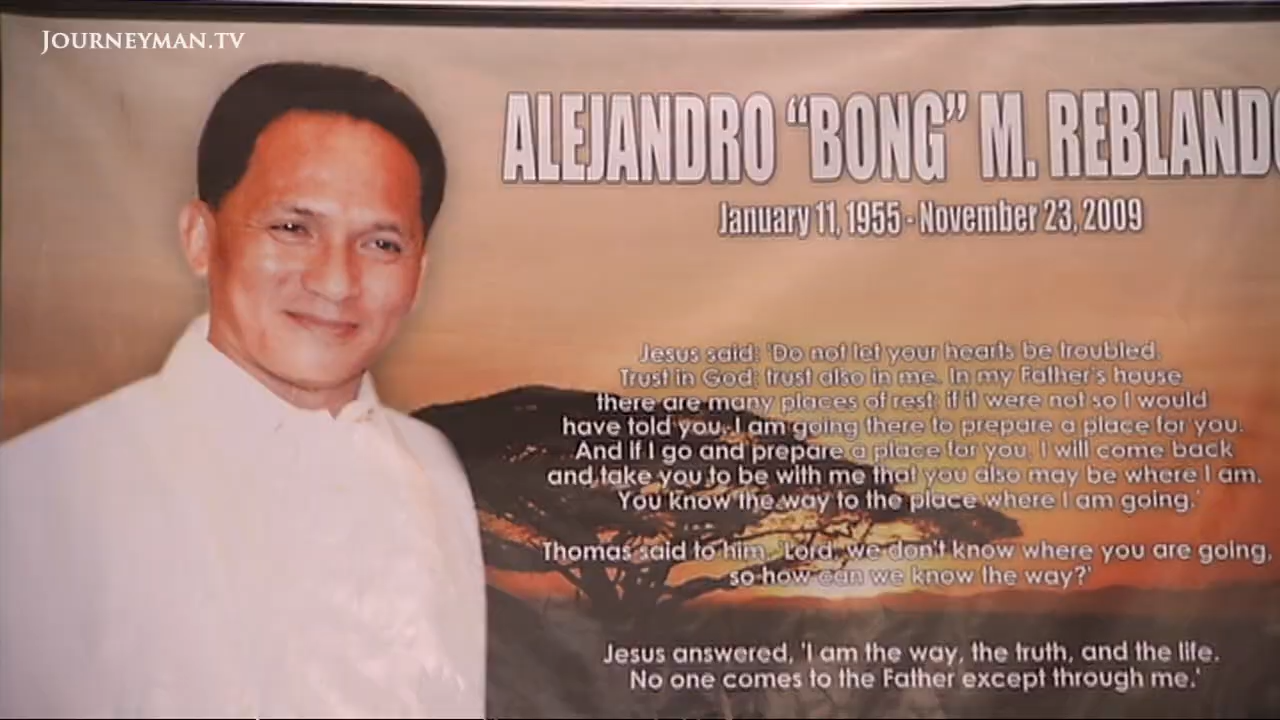 JOURNEYMAN.TV
ALEJANDRO “BONG” M. REBLANDO
January 11, 1955 - November 23, 2009
Jesus said: 'Do not let your hearts be troubled.
Trust in God; trust also in me. In my Father's house
there are many places of rest; if it were not so I would
have told you. I am going there to prepare a place for you.
And if I go and prepare a place for you, I will come back
and take you to be with me that you also may be where I am.
You know the way to the place where I am going.'
Thomas said to him, 'Lord, we don't know where you are going,
so how can we know the way?'
Jesus answered, 'I am the way, the truth, and the life.
No one comes to the Father except through me.'